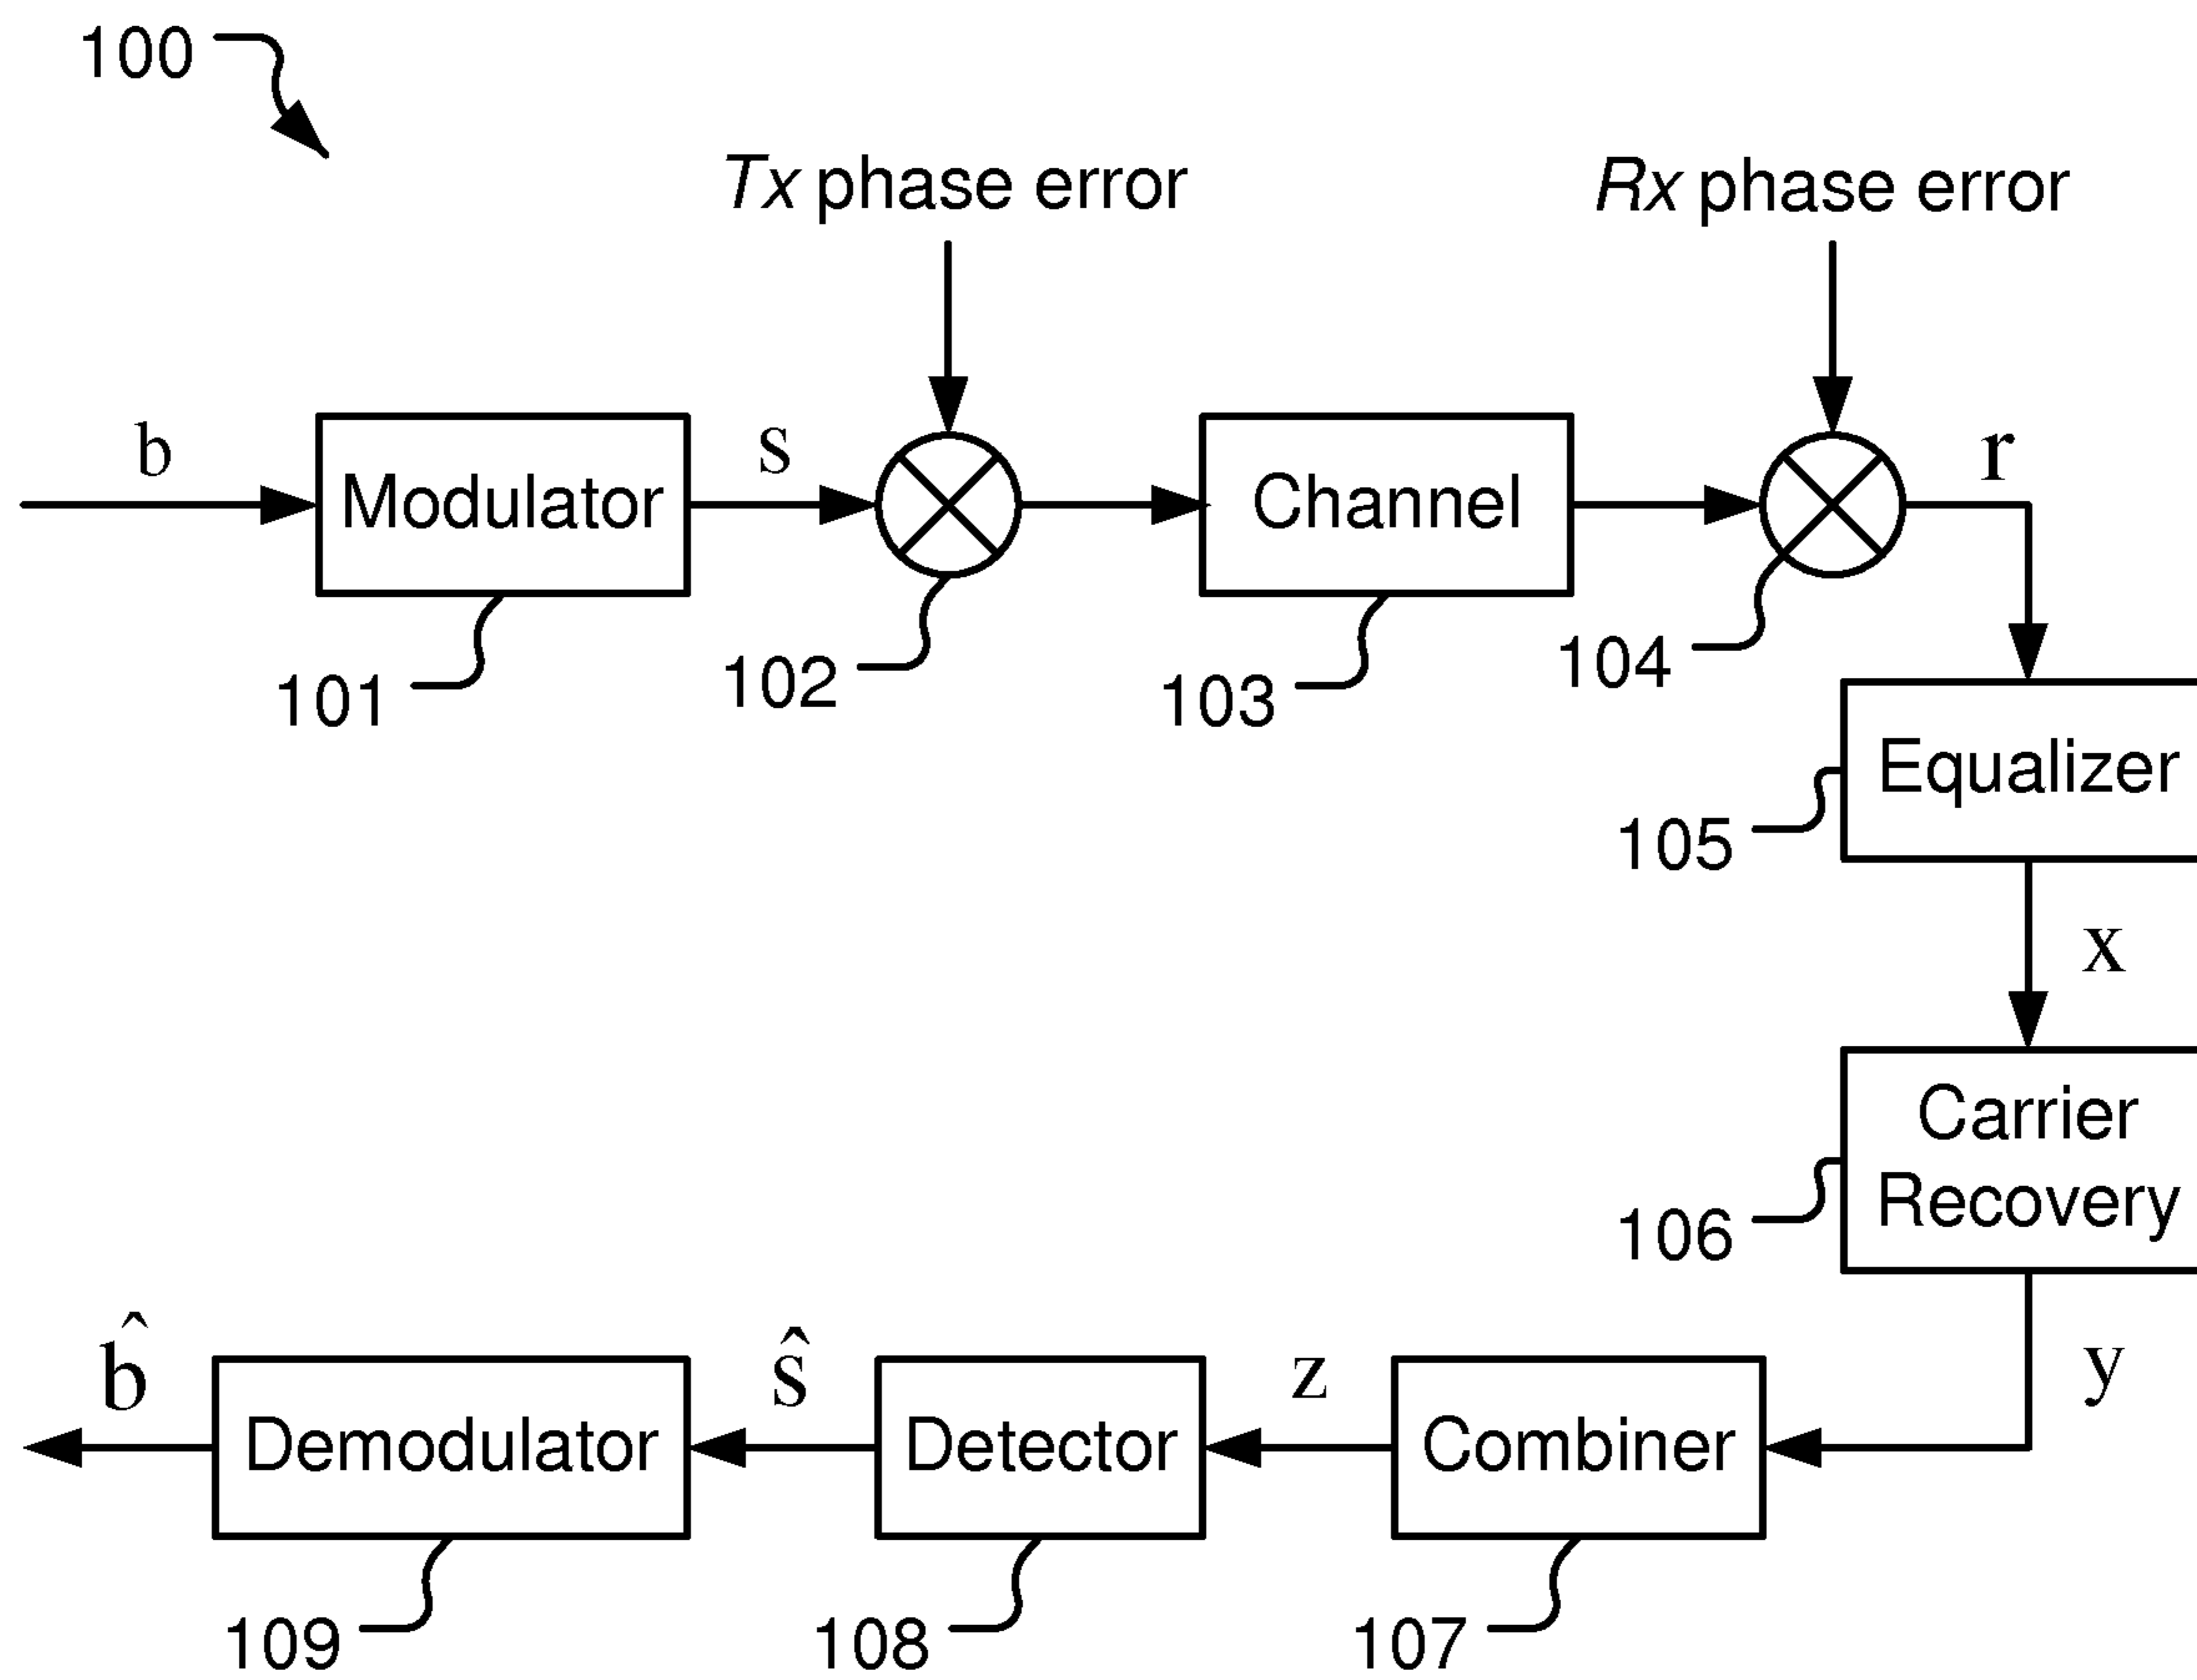 100
Tx phase error
Rx phase error
b
Modulator
s
Channel
r
101
102
103
104
Equalizer
105
x
Carrier
Recovery
106
b̂
Demodulator
ŝ
Detector
z
Combiner
y
109
108
107